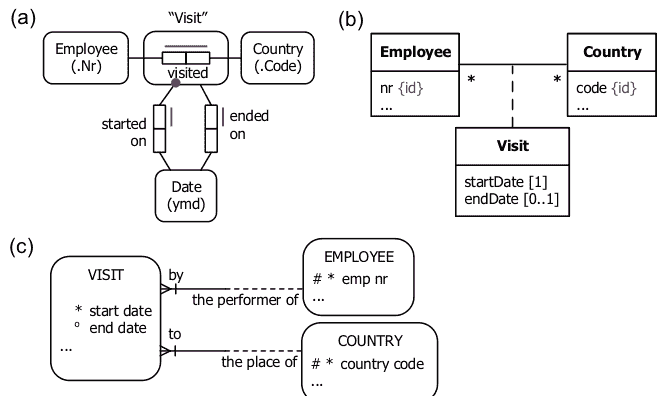 (a)
“Visit”
Employee
(.Nr)
visited
Country
(.Code)
started
on
ended
on
Date
(ymd)
(b)
Employee
nr {id}
...
*
*
Country
code {id}
...
Visit
startDate [1]
endDate [0..1]
(c)
VISIT
* start date
o end date
...
by
the performer of
EMPLOYEE
# * emp nr
...
to
the place of
COUNTRY
# * country code
...